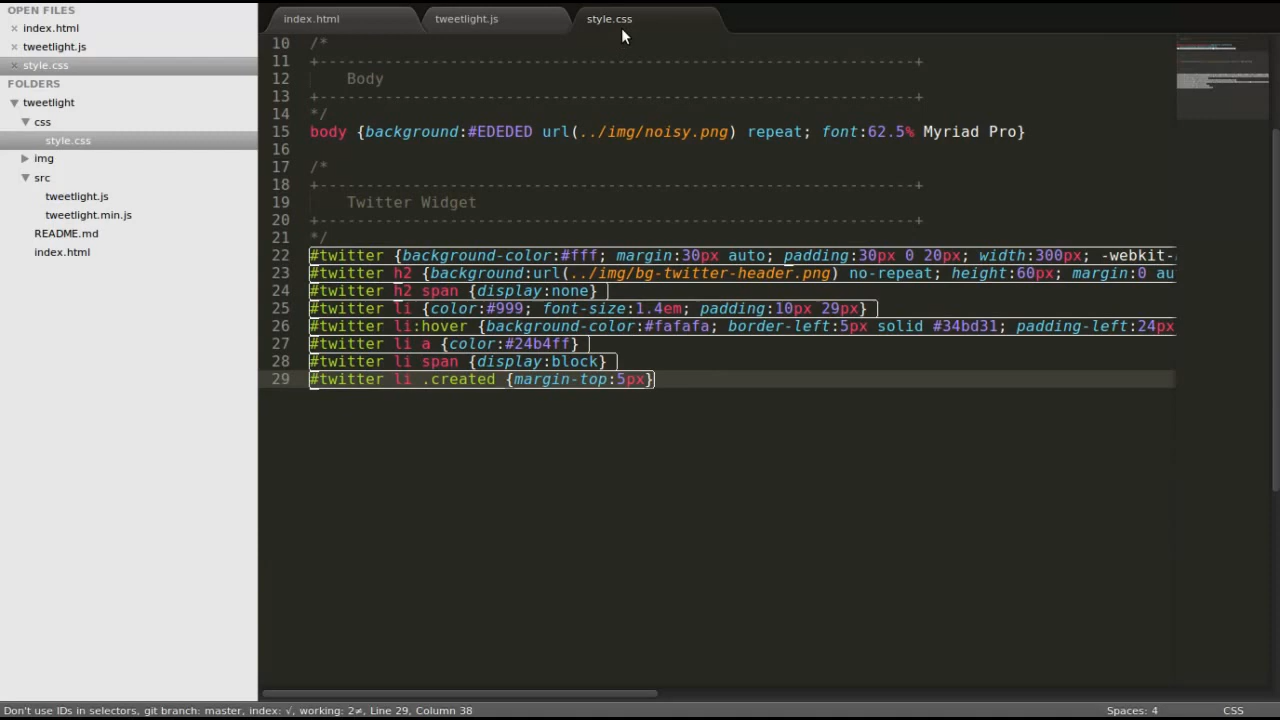 OPEN FILES
index.html
tweetlight.js
style.css
FOLDERS
tweetlight
css
style.css
img
src
tweetlight.js
tweetlight.min.js
README.md
index.html
index.html
tweetlight.js
style.css
10 /*
11 +-----------------------------------------------------------------+
12     Body
13 +-----------------------------------------------------------------+
14 */
15 body {background:#EDEDED url(../img/noisy.png) repeat; font:62.5% Myriad Pro}
16
17 /*
18 +-----------------------------------------------------------------+
19     Twitter Widget
20 +-----------------------------------------------------------------+
21 */
22 #twitter {background-color:#fff; margin:30px auto; padding:30px 0 20px; width:300px; -webkit-
23 #twitter h2 {background:url(../img/bg-twitter-header.png) no-repeat; height:60px; margin:0 au
24 #twitter h2 span {display:none}
25 #twitter li {color:#999; font-size:1.4em; padding:10px 29px}
26 #twitter li:hover {background-color:#fafafa; border-left:5px solid #34bd31; padding-left:24px
27 #twitter li a {color:#24b4ff}
28 #twitter li span {display:block}
29 #twitter li .created {margin-top:5px}
Don't use IDs in selectors, git branch: master, index: √, working: 2≠, Line 29, Column 38
Spaces: 4
CSS